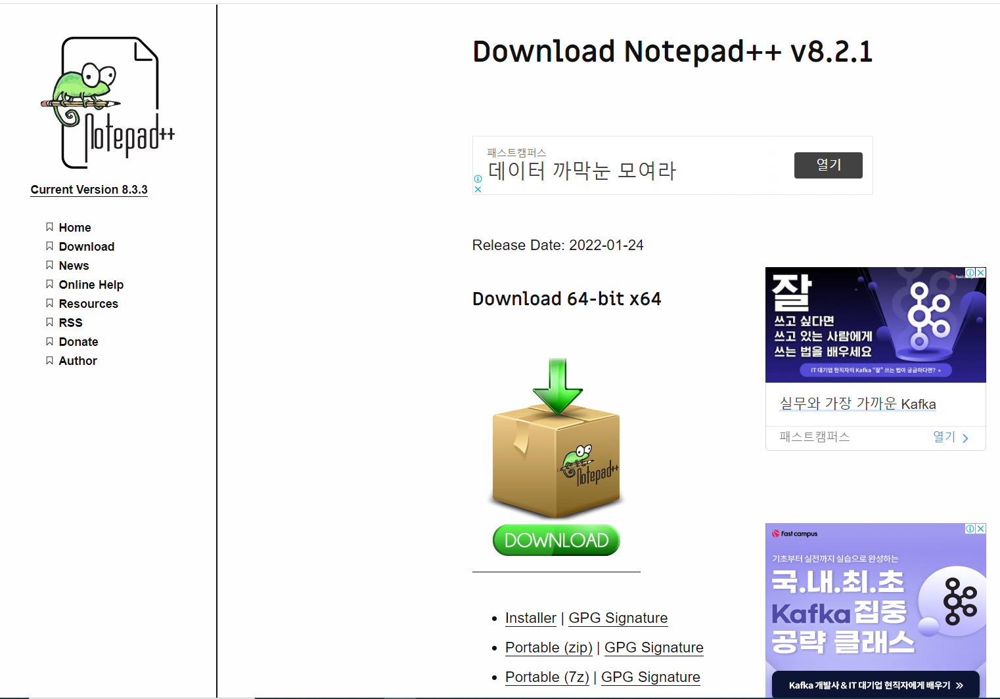 Notepad++
Current Version 8.3.3
Home
Download
News
Online Help
Resources
RSS
Donate
Author
Download Notepad++ v8.2.1
패스트캠퍼스
데이터 까막눈 모여라
열기
Release Date: 2022-01-24
Download 64-bit x64
Notepad++
DOWNLOAD
Installer | GPG Signature
Portable (zip) | GPG Signature
Portable (7z) | GPG Signature
잘
쓰고 싶다면
쓰고 있는 사람에게
쓰는 법을 배우세요
IT 대기업 현직자의 Kafka "잘" 쓰는 법이 궁금하다면? »
실무와 가장 가까운 Kafka
패스트캠퍼스
열기
fast campus
기초부터 실전까지 실습으로 완성하는
국.내.최.초
Kafka 집중
공략 클래스
Kafka 개발사 & IT 대기업 현직자에게 배우기 »